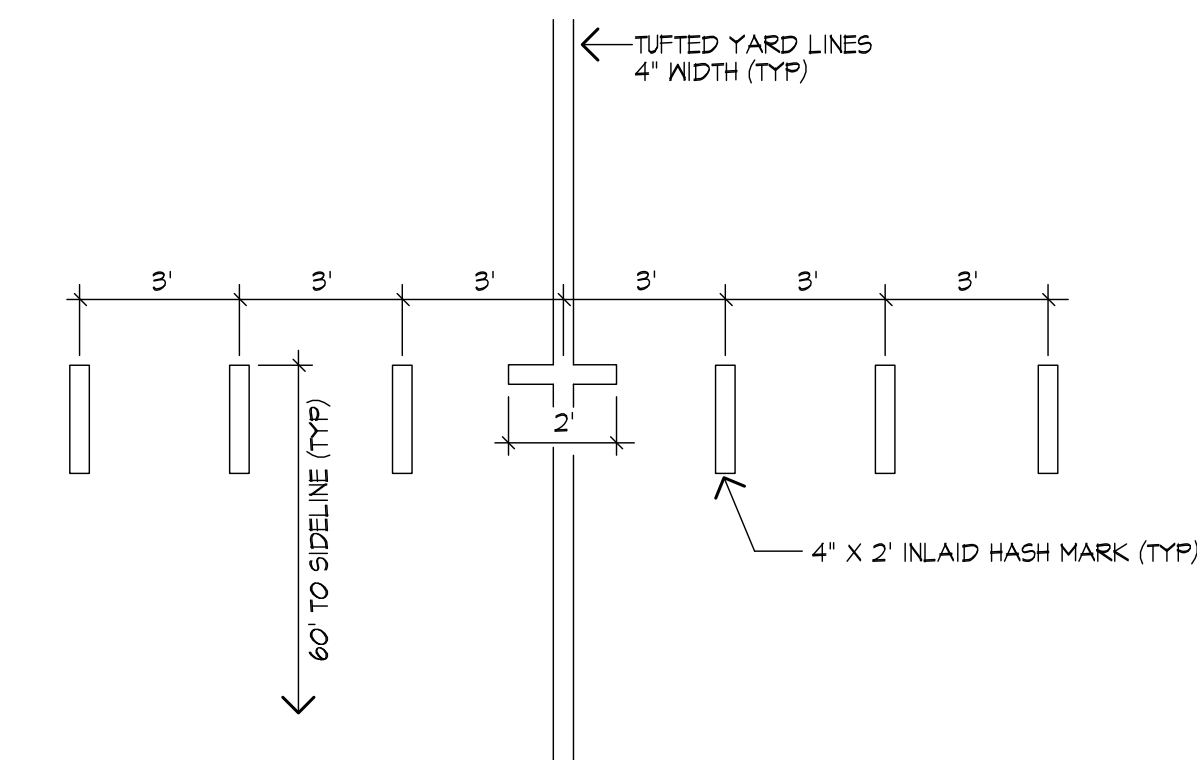 TUFTED YARD LINES
4" WIDTH (TYP)
3' 3' 3' 3' 3' 3'
2'
60' TO SIDELINE (TYP)
4" X 2' INLAID HASH MARK (TYP)